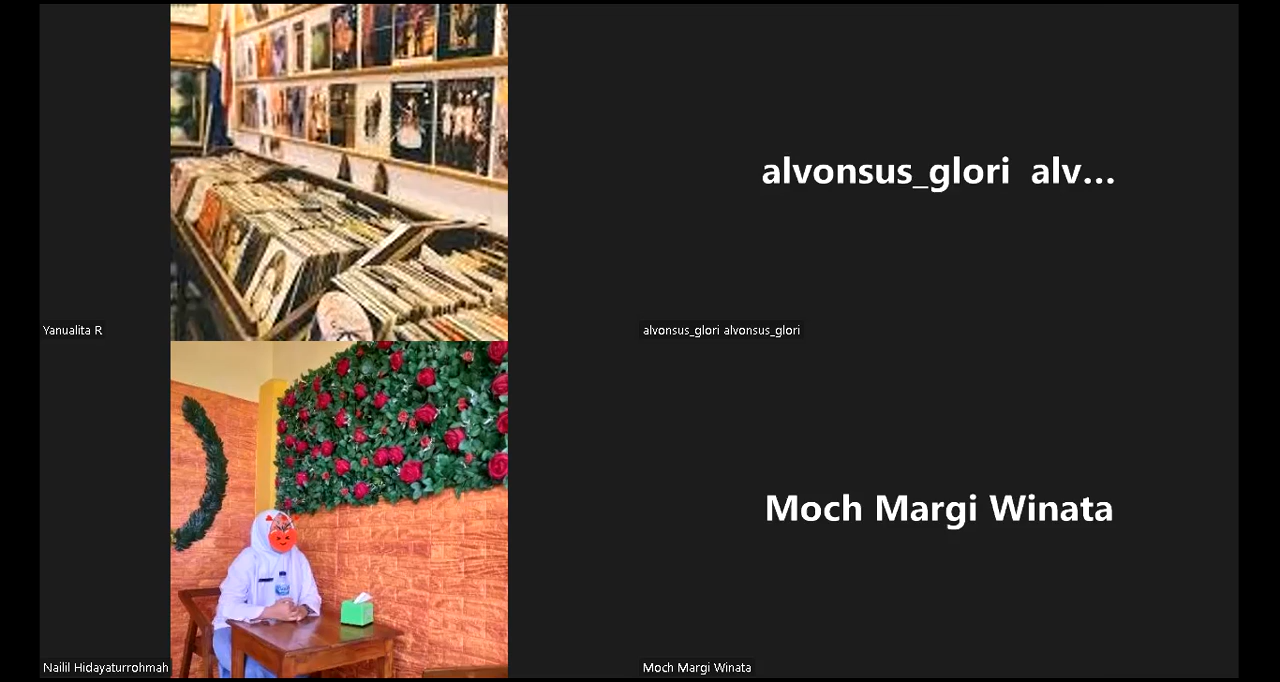 alvonsus_glori alv...
Yanualita R
alvonsus_glori alvonsus_glori
Moch Margi Winata
Nailil Hidayaturrohmah
Moch Margi Winata